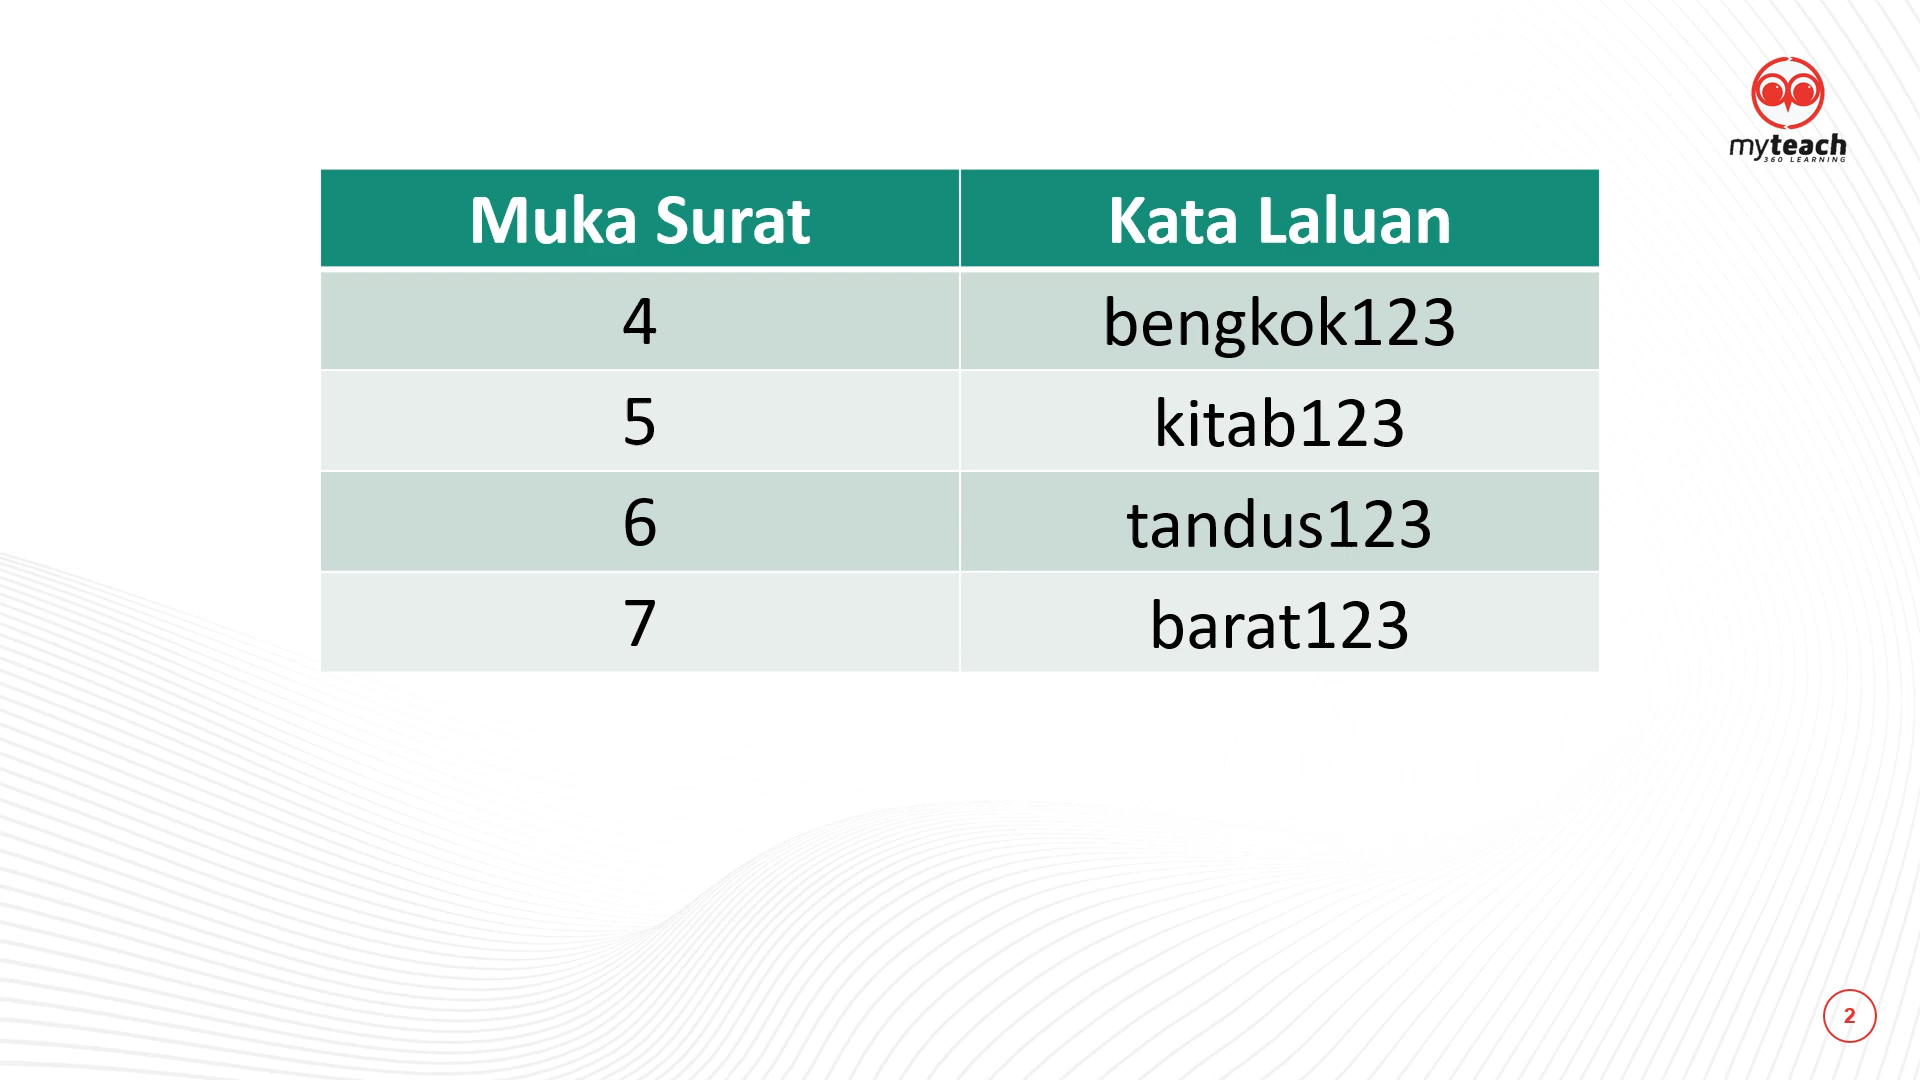 myteach
360 LEARNING
Muka Surat Kata Laluan
4 bengkok123
5 kitab123
6 tandus123
7 barat123
2